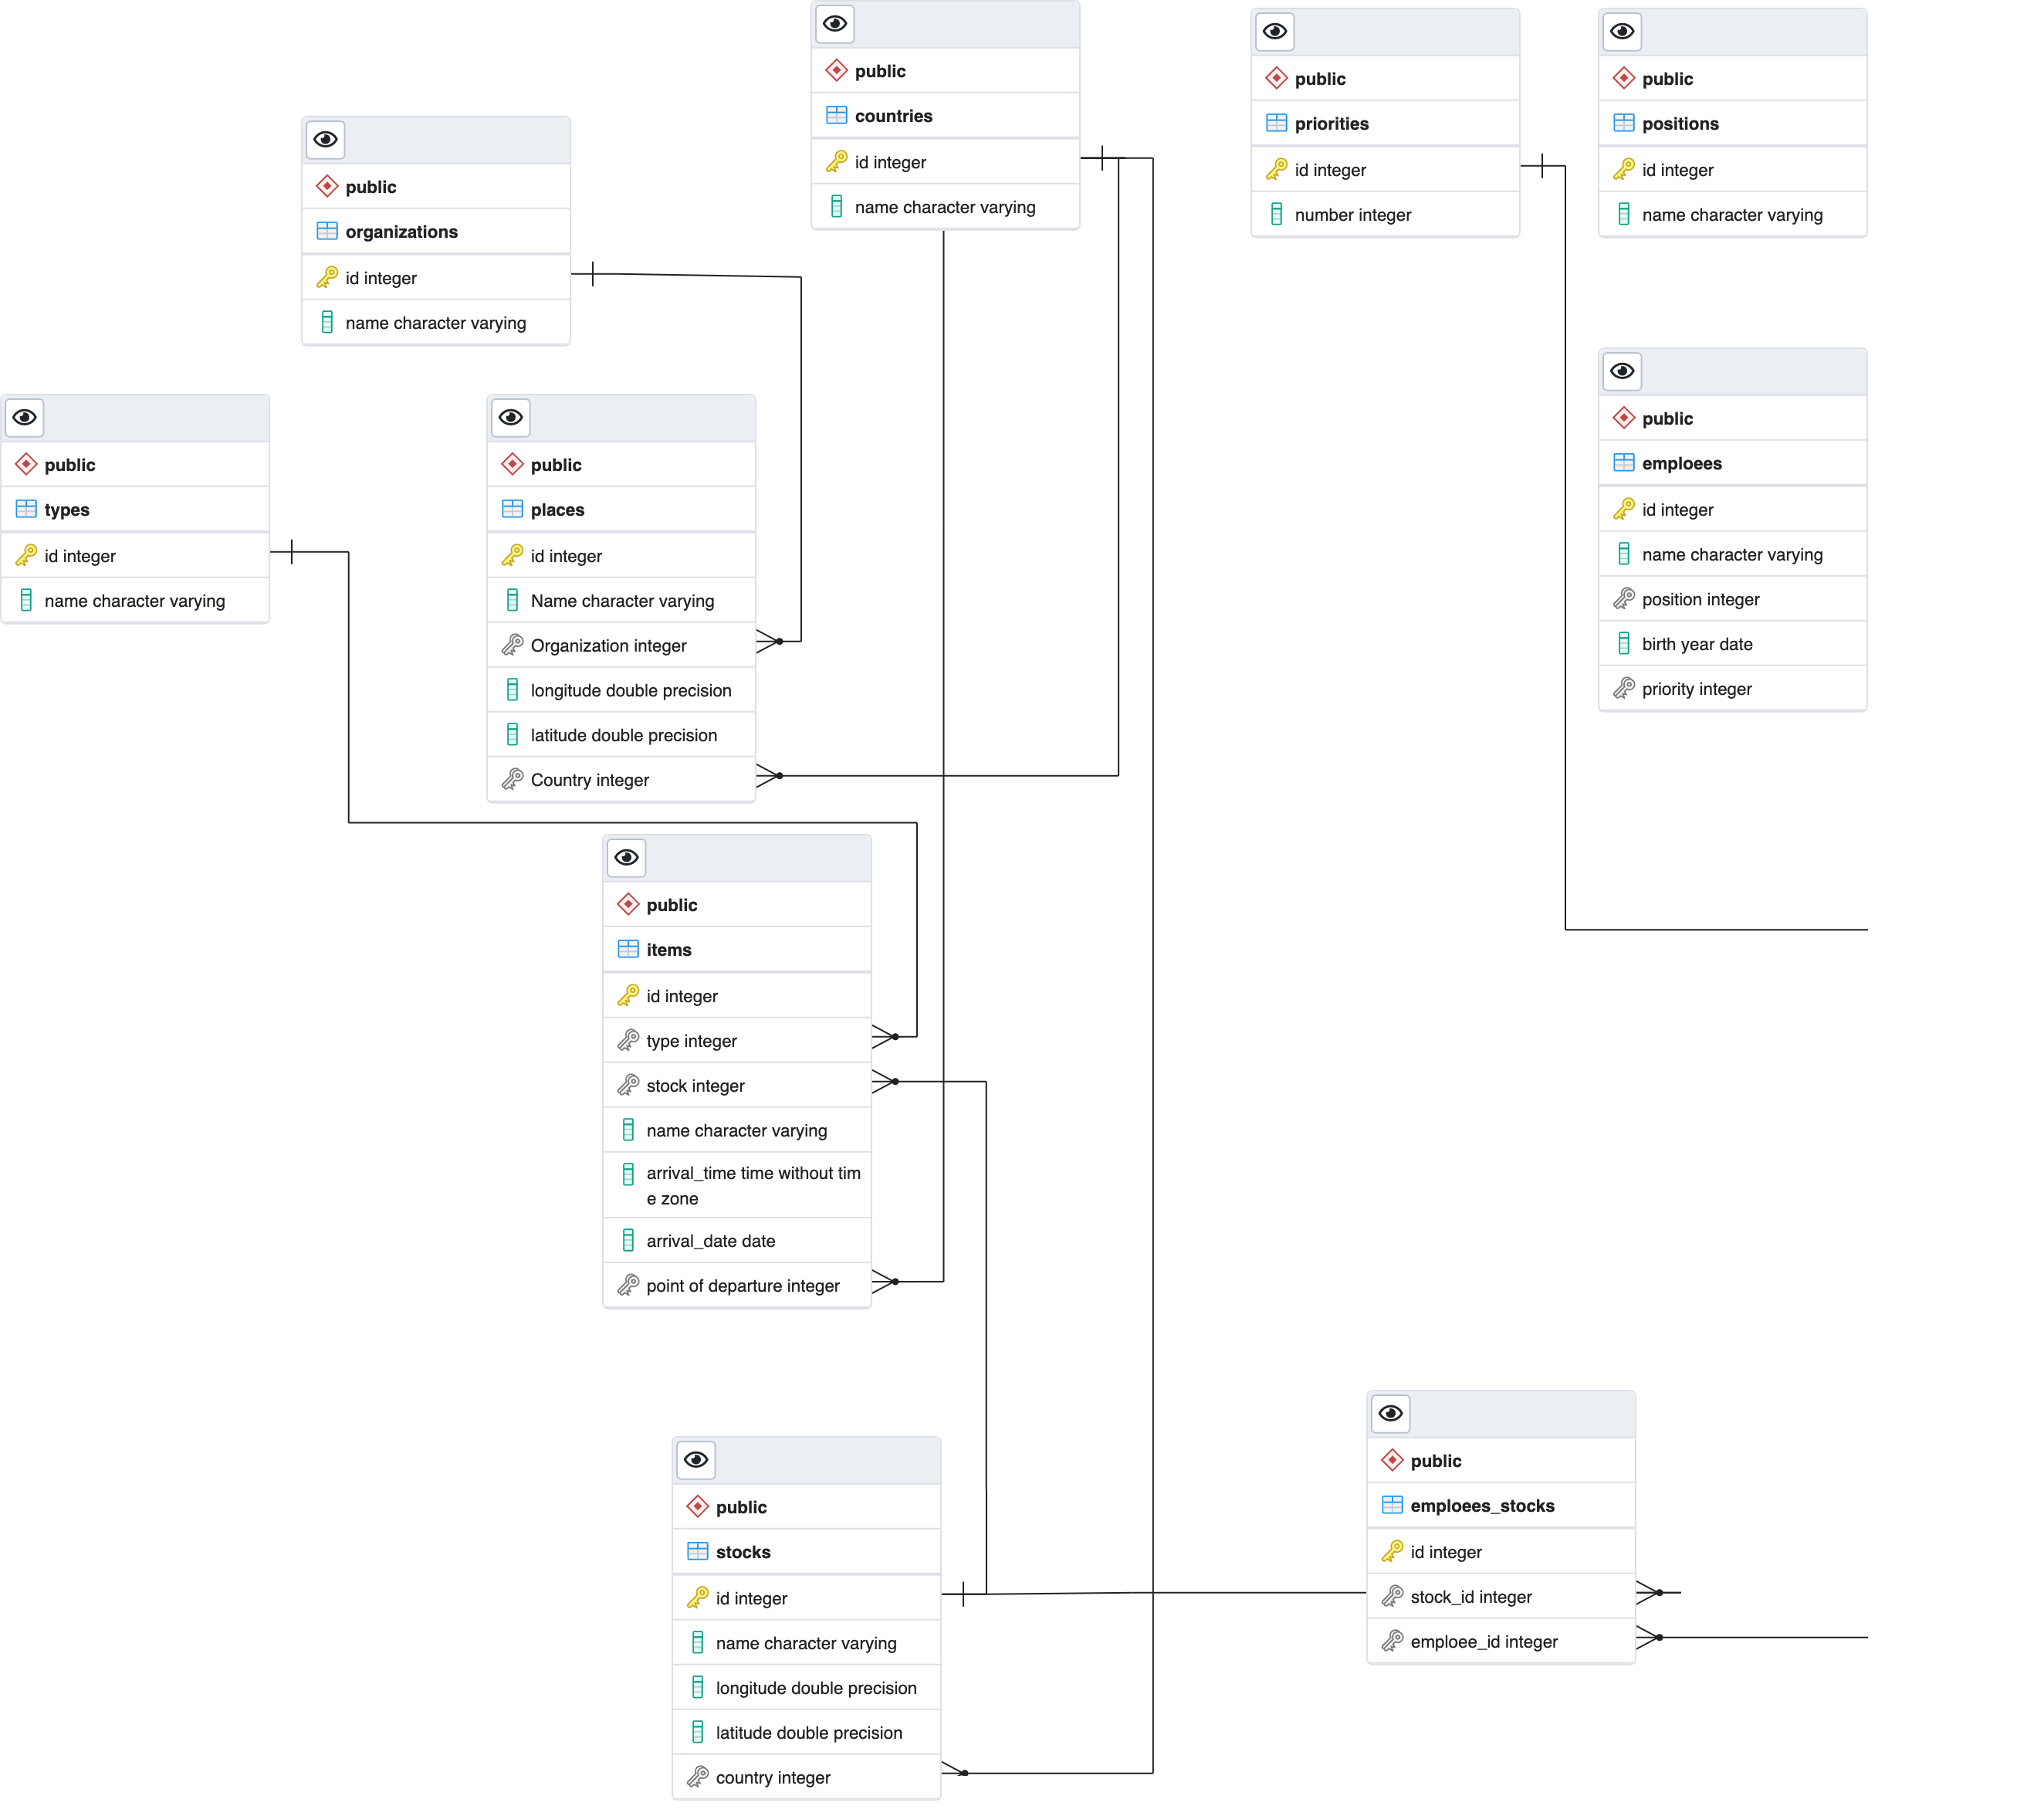 public
countries
id integer
name character varying
public
priorities
id integer
number integer
public
positions
id integer
name character varying
public
organizations
id integer
name character varying
public
types
id integer
name character varying
public
places
id integer
Name character varying
Organization integer
longitude double precision
latitude double precision
Country integer
public
emploees
id integer
name character varying
position integer
birth year date
priority integer
public
items
id integer
type integer
stock integer
name character varying
arrival_time time without tim
e zone
arrival_date date
point of departure integer
public
stocks
id integer
name character varying
longitude double precision
latitude double precision
country integer
public
emploees_stocks
id integer
stock_id integer
emploee_id integer